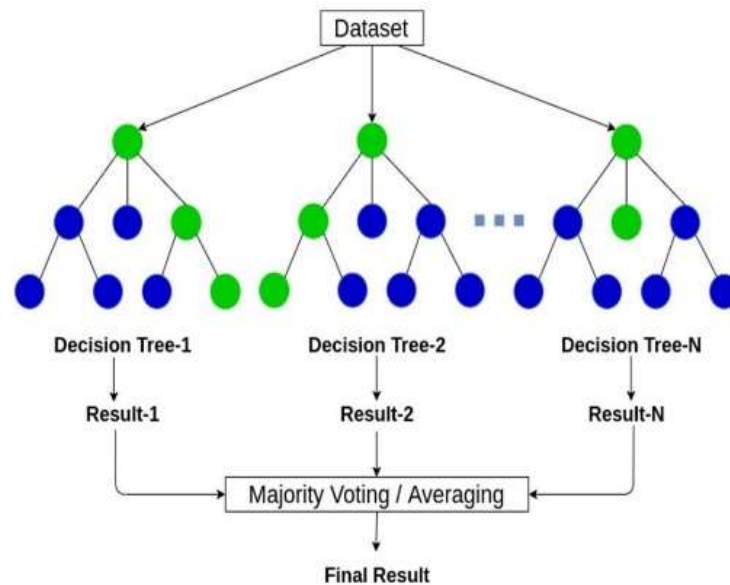 Dataset
Decision Tree-1
Decision Tree-2
Decision Tree-N
Result-1
Result-2
Result-N
Majority Voting / Averaging
Final Result